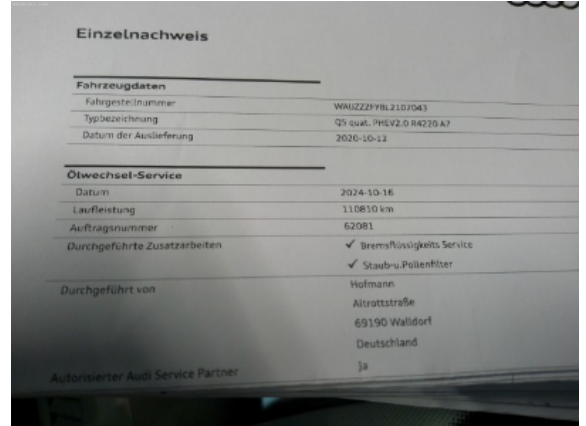 Einzelnachweis
Fahrzeugdaten
Fahrgestellnummer WAUZZZFY8L2107043
Typbezeichnung Q5 quat. PHEV2.0 R4220 A7
Datum der Auslieferung 2020-10-12
Ölwechsel-Service
Datum 2024-10-16
Laufleistung 110810 km
Auftragsnummer 62081
Durchgeführte Zusatzarbeiten ✓ Bremsflüssigkeits Service
✓ Staub-u.Pollenfilter
Durchgeführt von Hofmann
Altrottstraße
69190 Walldorf
Deutschland
Autorisierter Audi Service Partner Ja